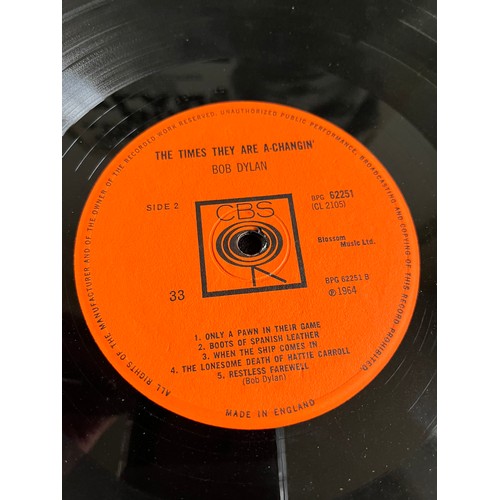 ALL RIGHTS OF THE MANUFACTURER AND OF THE OWNER OF THE RECORDED WORK RESERVED. UNAUTHORIZED PUBLIC PERFORMANCE, BROADCASTING AND COPYING OF THIS RECORD PROHIBITED.
THE TIMES THEY ARE A-CHANGIN'
BOB DYLAN
SIDE 2
CBS
BPG 62251
(CL 2105)
Blossom
Music Ltd.
33
BPG 62251 B
℗ 1964
1. ONLY A PAWN IN THEIR GAME
2. BOOTS OF SPANISH LEATHER
3. WHEN THE SHIP COMES IN
4. THE LONESOME DEATH OF HATTIE CARROLL
5. RESTLESS FAREWELL
(Bob Dylan)
MADE IN ENGLAND